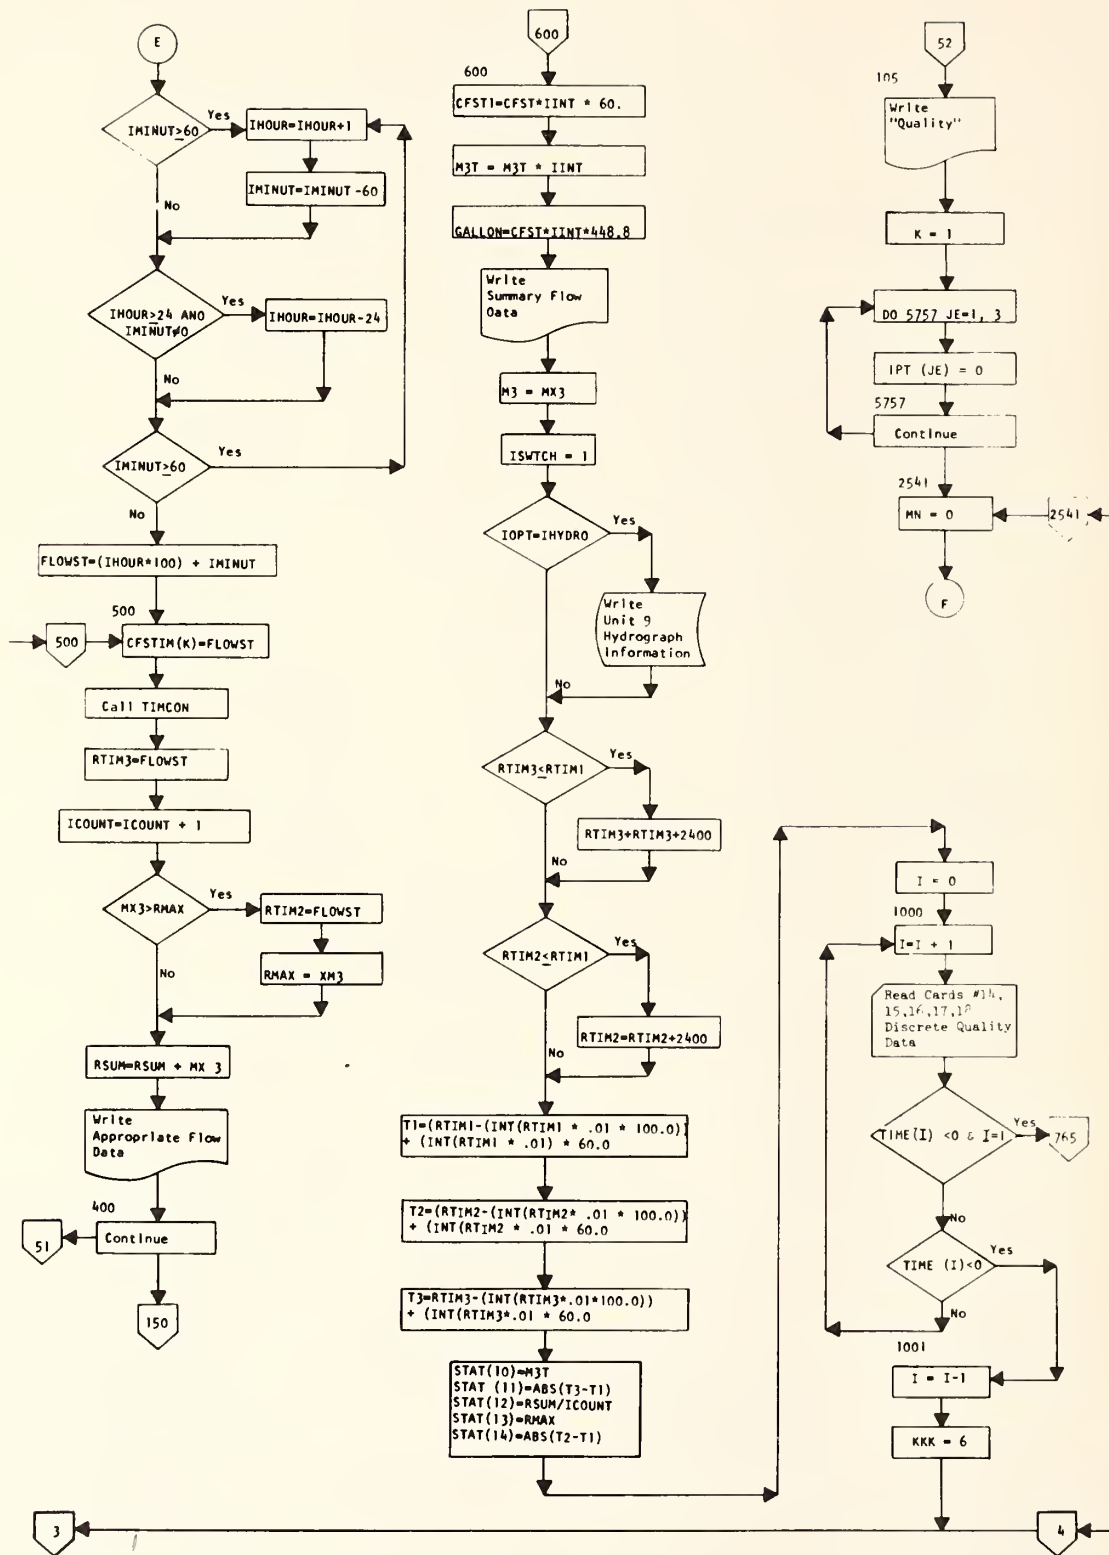 E
IMINUT≥60
Yes
IHOUR=IHOUR+1
IMINUT=IMINUT-60
No
IHOUR≥24 AND
IMINUT≠0
Yes
IHOUR=IHOUR-24
No
IMINUT≥60
Yes
No
FLOWST=(IHOUR*100) + IMINUT
500
500
CFSTIM(K)=FLOWST
Call TIMCON
RTIM3=FLOWST
ICOUNT=ICOUNT + 1
MX3>RMAX
Yes
RTIM2=FLOWST
RMAX = XM3
No
RSUM=RSUM + MX 3
Write
Appropriate Flow
Data
400
Continue
51
150
600
600
CFST1=CFST*IINT * 60.
M3T = M3T * IINT
GALLON=CFST*IINT*448.8
Write
Summary Flow
Data
M3 = MX3
ISWTCH = 1
IOPT=IHYDRO
Yes
Write
Unit 9
Hydrograph
Information
No
RTIM3≤RTIM1
Yes
RTIM3+RTIM3+2400
No
RTIM2≤RTIM1
Yes
RTIM2=RTIM2+2400
No
T1=(RTIM1-(INT(RTIM1 * .01 * 100.0))
+ (INT(RTIM1 * .01) * 60.0
T2=(RTIM2-(INT(RTIM2* .01 * 100.0))
+ (INT(RTIM2 * .01 * 60.0
T3=RTIM3-(INT(RTIM3*.01*100.0))
+ (INT(RTIM3*.01 * 60.0
STAT(10)=M3T
STAT (11)=ABS(T3-T1)
STAT(12)=RSUM/ICOUNT
STAT(13)=RMAX
STAT(14)=ABS(T2-T1)
52
105
Write
"Quality"
K = 1
DO 5757 JE=1, 3
IPT (JE) = 0
5757
Continue
2541
MN = 0
2541
F
I = 0
1000
I=I + 1
Read Cards #14,
15,16,17,18
Discrete Quality
Data
TIME(I) <0 & I=1
Yes
765
No
TIME (I)<0
Yes
No
1001
I = I-1
KKK = 6
3
4